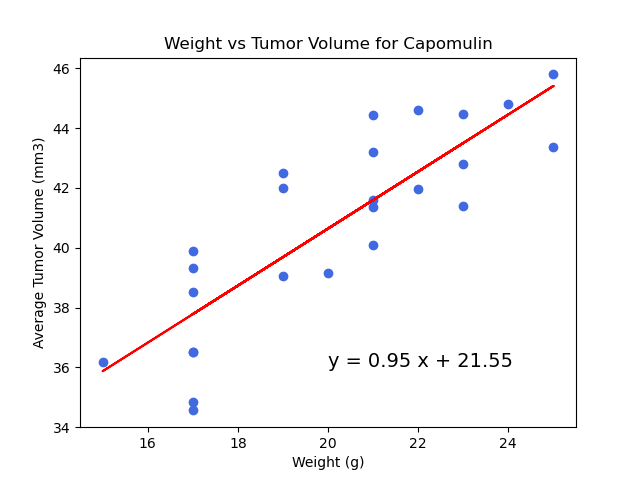 Weight vs Tumor Volume for Capomulin
46
44
42
40
38
36
34
Average Tumor Volume (mm3)
y = 0.95 x + 21.55
16 18 20 22 24
Weight (g)